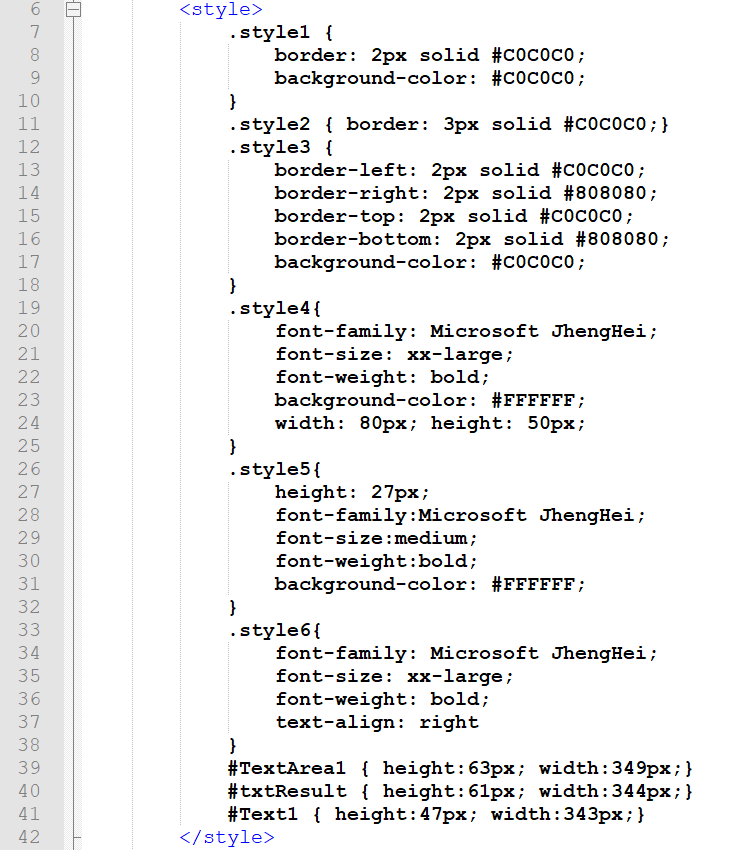 6 <style>
7 .style1 {
8 border: 2px solid #C0C0C0;
9 background-color: #C0C0C0;
10 }
11 .style2 { border: 3px solid #C0C0C0;}
12 .style3 {
13 border-left: 2px solid #C0C0C0;
14 border-right: 2px solid #808080;
15 border-top: 2px solid #C0C0C0;
16 border-bottom: 2px solid #808080;
17 background-color: #C0C0C0;
18 }
19 .style4{
20 font-family: Microsoft JhengHei;
21 font-size: xx-large;
22 font-weight: bold;
23 background-color: #FFFFFF;
24 width: 80px; height: 50px;
25 }
26 .style5{
27 height: 27px;
28 font-family:Microsoft JhengHei;
29 font-size:medium;
30 font-weight:bold;
31 background-color: #FFFFFF;
32 }
33 .style6{
34 font-family: Microsoft JhengHei;
35 font-size: xx-large;
36 font-weight: bold;
37 text-align: right
38 }
39 #TextArea1 { height:63px; width:349px;}
40 #txtResult { height:61px; width:344px;}
41 #Text1 { height:47px; width:343px;}
42 </style>